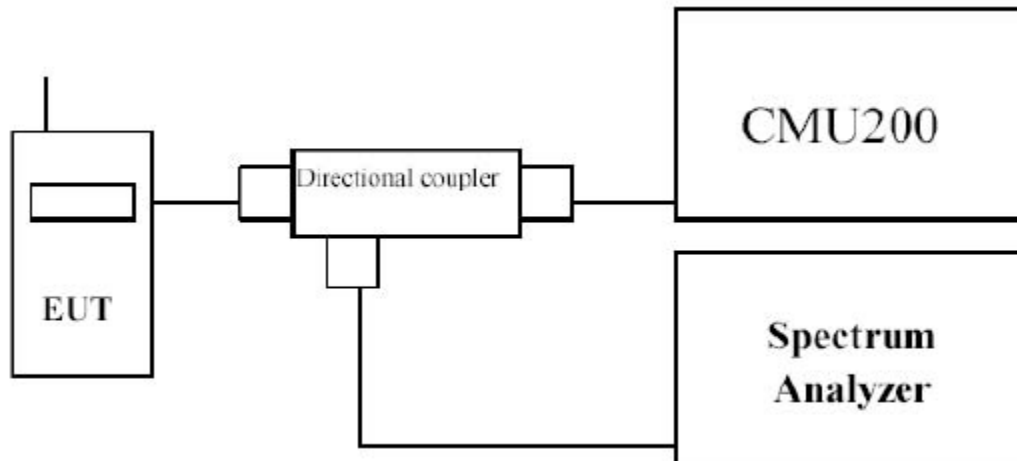 CMU200
Directional coupler
EUT
Spectrum
Analyzer